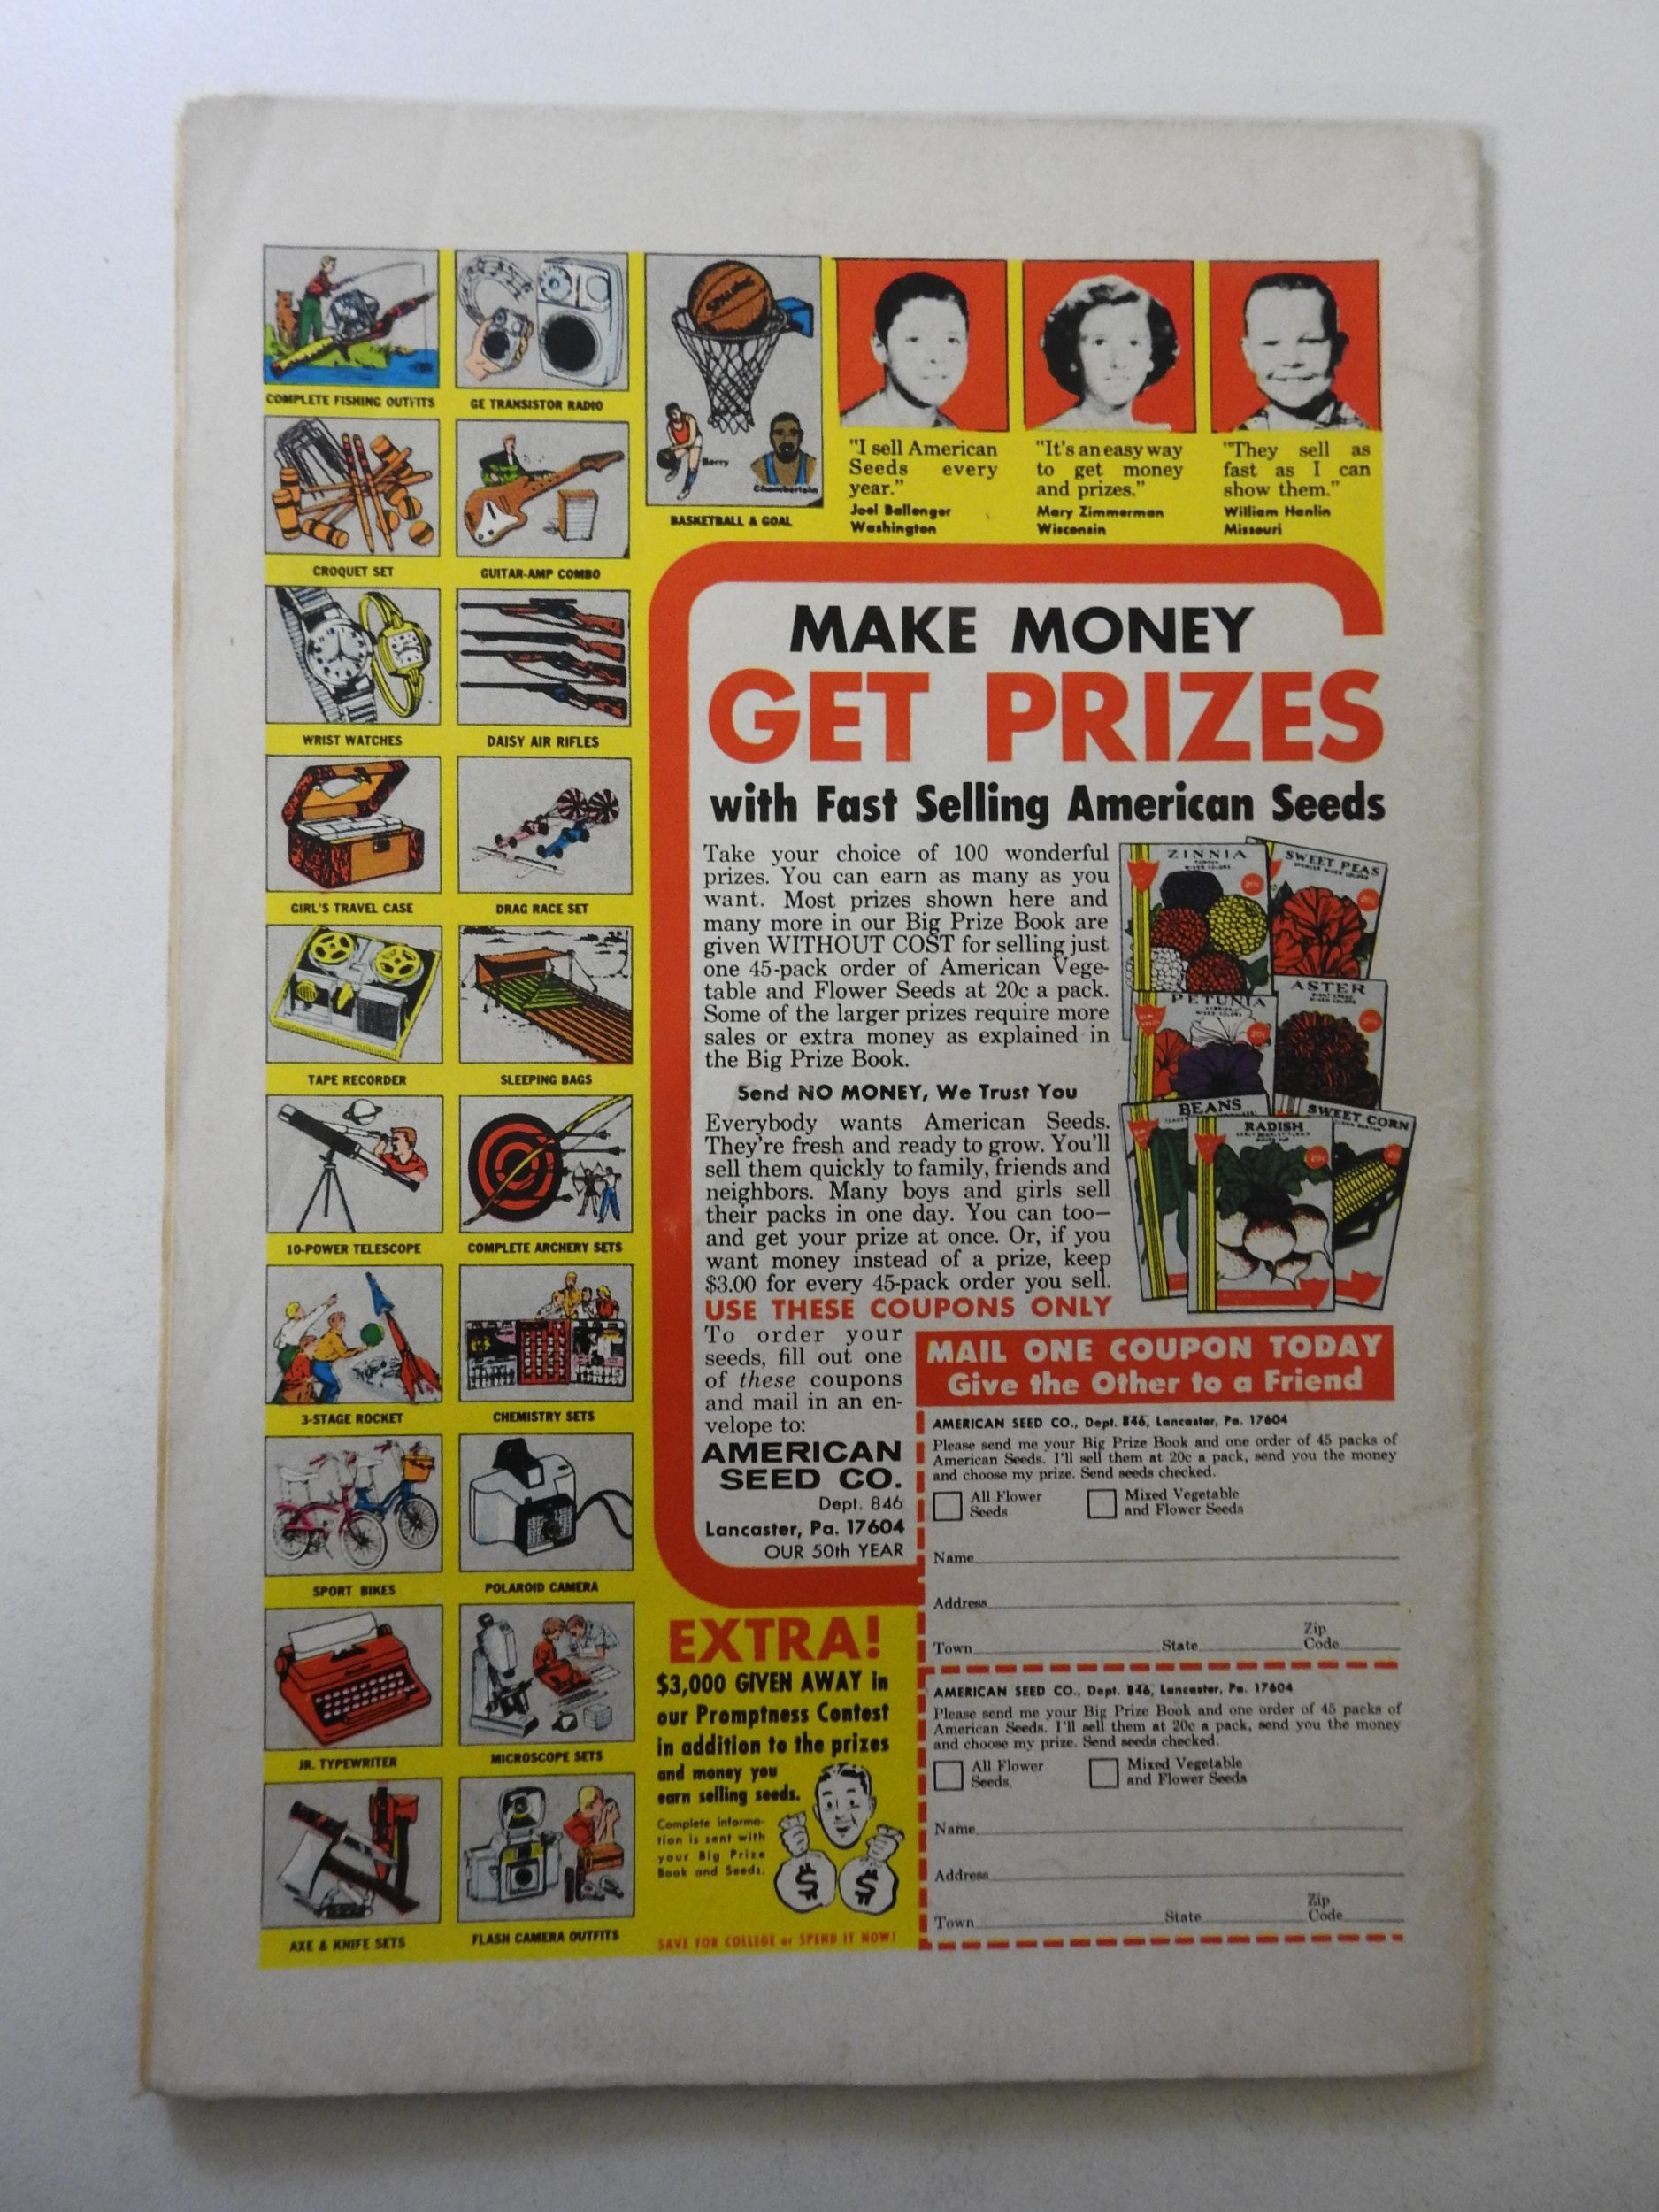 COMPLETE FISHING OUTFITS
GE TRANSISTOR RADIO
SPALDING
Barry
Chamberlain
BASKETBALL & GOAL
"I sell American
Seeds every
year."
Joel Ballenger
Washington
"It's an easy way
to get money
and prizes."
Mary Zimmerman
Wisconsin
"They sell as
fast as I can
show them."
William Hanlin
Missouri
CROQUET SET
GUITAR-AMP COMBO
WRIST WATCHES
DAISY AIR RIFLES
GIRL'S TRAVEL CASE
DRAG RACE SET
TAPE RECORDER
SLEEPING BAGS
10-POWER TELESCOPE
COMPLETE ARCHERY SETS
3-STAGE ROCKET
CHEMISTRY SETS
SPORT BIKES
POLAROID CAMERA
JR. TYPEWRITER
MICROSCOPE SETS
AXE & KNIFE SETS
FLASH CAMERA OUTFITS
MAKE MONEY
GET PRIZES
with Fast Selling American Seeds
Take your choice of 100 wonderful
prizes. You can earn as many as you
want. Most prizes shown here and
many more in our Big Prize Book are
given WITHOUT COST for selling just
one 45-pack order of American Vege-
table and Flower Seeds at 20c a pack.
Some of the larger prizes require more
sales or extra money as explained in
the Big Prize Book.
Send NO MONEY, We Trust You
Everybody wants American Seeds.
They're fresh and ready to grow. You'll
sell them quickly to family, friends and
neighbors. Many boys and girls sell
their packs in one day. You can too—
and get your prize at once. Or, if you
want money instead of a prize, keep
$3.00 for every 45-pack order you sell.
USE THESE COUPONS ONLY
To order your
seeds, fill out one
of these coupons
and mail in an en-
velope to:
AMERICAN
SEED CO.
Dept. 846
Lancaster, Pa. 17604
OUR 50th YEAR
ZINNIA
MIXED COLORS
SWEET PEAS
PETUNIA
MIXED COLORS
ASTER
MIXED COLORS
BEANS
RADISH
SWEET CORN
MAIL ONE COUPON TODAY
Give the Other to a Friend
AMERICAN SEED CO., Dept. 846, Lancaster, Pa. 17604
Please send me your Big Prize Book and one order of 45 packs of
American Seeds. I'll sell them at 20c a pack, send you the money
and choose my prize. Send seeds checked.
All Flower
Seeds
Mixed Vegetable
and Flower Seeds
Name
Address
Town State Zip
Code
AMERICAN SEED CO., Dept. 846, Lancaster, Pa. 17604
Please send me your Big Prize Book and one order of 45 packs of
American Seeds. I'll sell them at 20c a pack, send you the money
and choose my prize. Send seeds checked.
All Flower
Seeds.
Mixed Vegetable
and Flower Seeds
Name
Address
Town State Zip
Code
EXTRA!
$3,000 GIVEN AWAY in
our Promptness Contest
in addition to the prizes
and money you
earn selling seeds.
Complete informa-
tion is sent with
your Big Prize
Book and Seeds.
$ $
SAVE FOR COLLEGE or SPEND IT NOW!